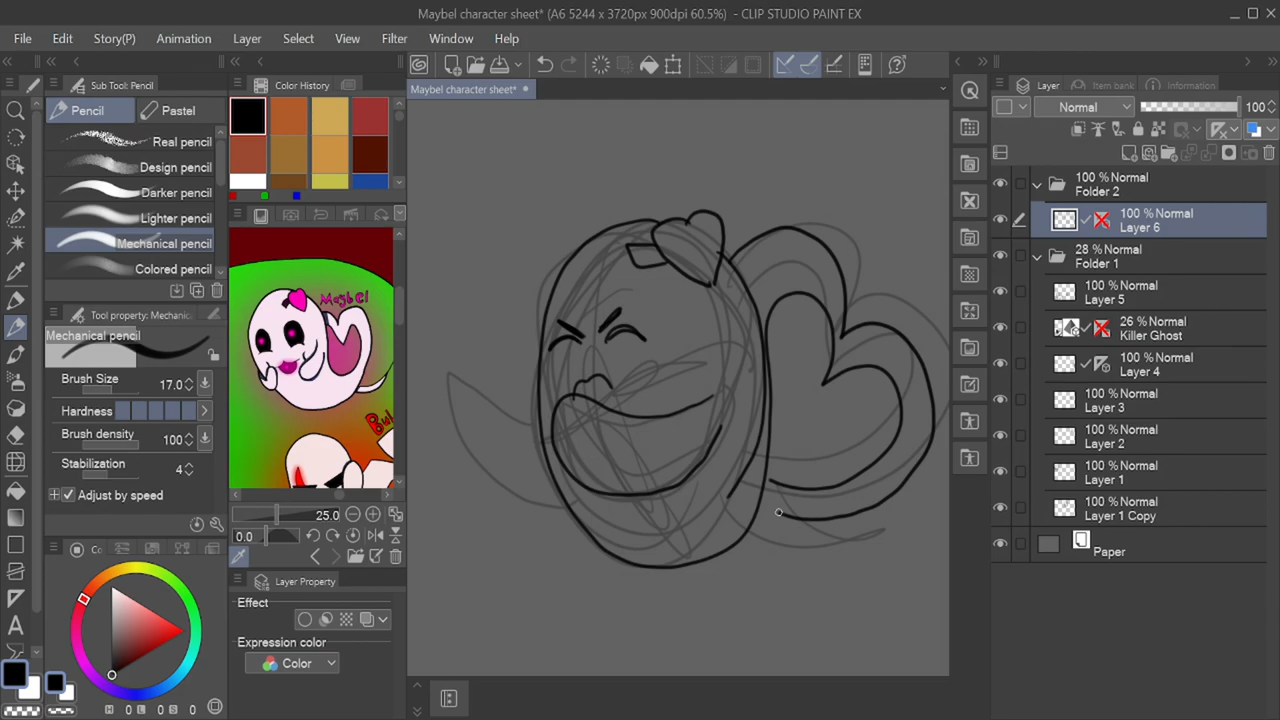 Maybel character sheet* (A6 5244 x 3720px 900dpi 60.5%) - CLIP STUDIO PAINT EX
File Edit Story(P) Animation Layer Select Filter View Window Help
Sub Tool: Pencil
Color History
Maybel character sheet*
Layer
Item bank
Information
Pencil
Pastel
Normal
100
Real pencil
Design pencil
Darker pencil
Lighter pencil
Mechanical pencil
Colored pencil
100 % Normal
Folder 2
100 % Normal
Layer 6
28 % Normal
Folder 1
100 % Normal
Layer 5
26 % Normal
Killer Ghost
100 % Normal
Layer 4
100 % Normal
Layer 3
100 % Normal
Layer 2
100 % Normal
Layer 1
100 % Normal
Layer 1 Copy
Paper
Maybel
Tool property: Mechanic
Mechanical pencil
Brush Size
17.0
Hardness
Brush density
100
Stabilization
4
Adjust by speed
25.0
0.0
Co
Layer Property
Effect
Expression color
Color
H 0 L 0 S 0
A